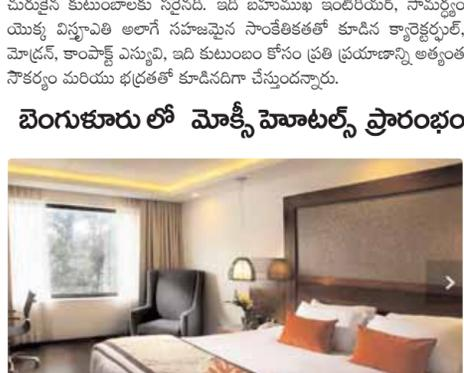 చురుకైన కుటుంబాలకు సరైనది. ఇది బహుముఖ ఇంటీరియర్, సామర్థ్యం
యొక్క విస్తృతి అలాగే సహజమైన సాంకేతికతతో కూడిన క్యారెక్టర్ఫుల్,
మోడ్రన్, కాంపాక్ట్ ఎస్యువి, ఇది కుటుంబం కోసం ప్రతి ప్రయాణాన్ని అత్యంత
సౌకర్యం మరియు భద్రతతో కూడినదిగా చేస్తుందన్నారు.
బెంగుళూరు లో మోక్సీ హెూటల్స్ ప్రారంభం